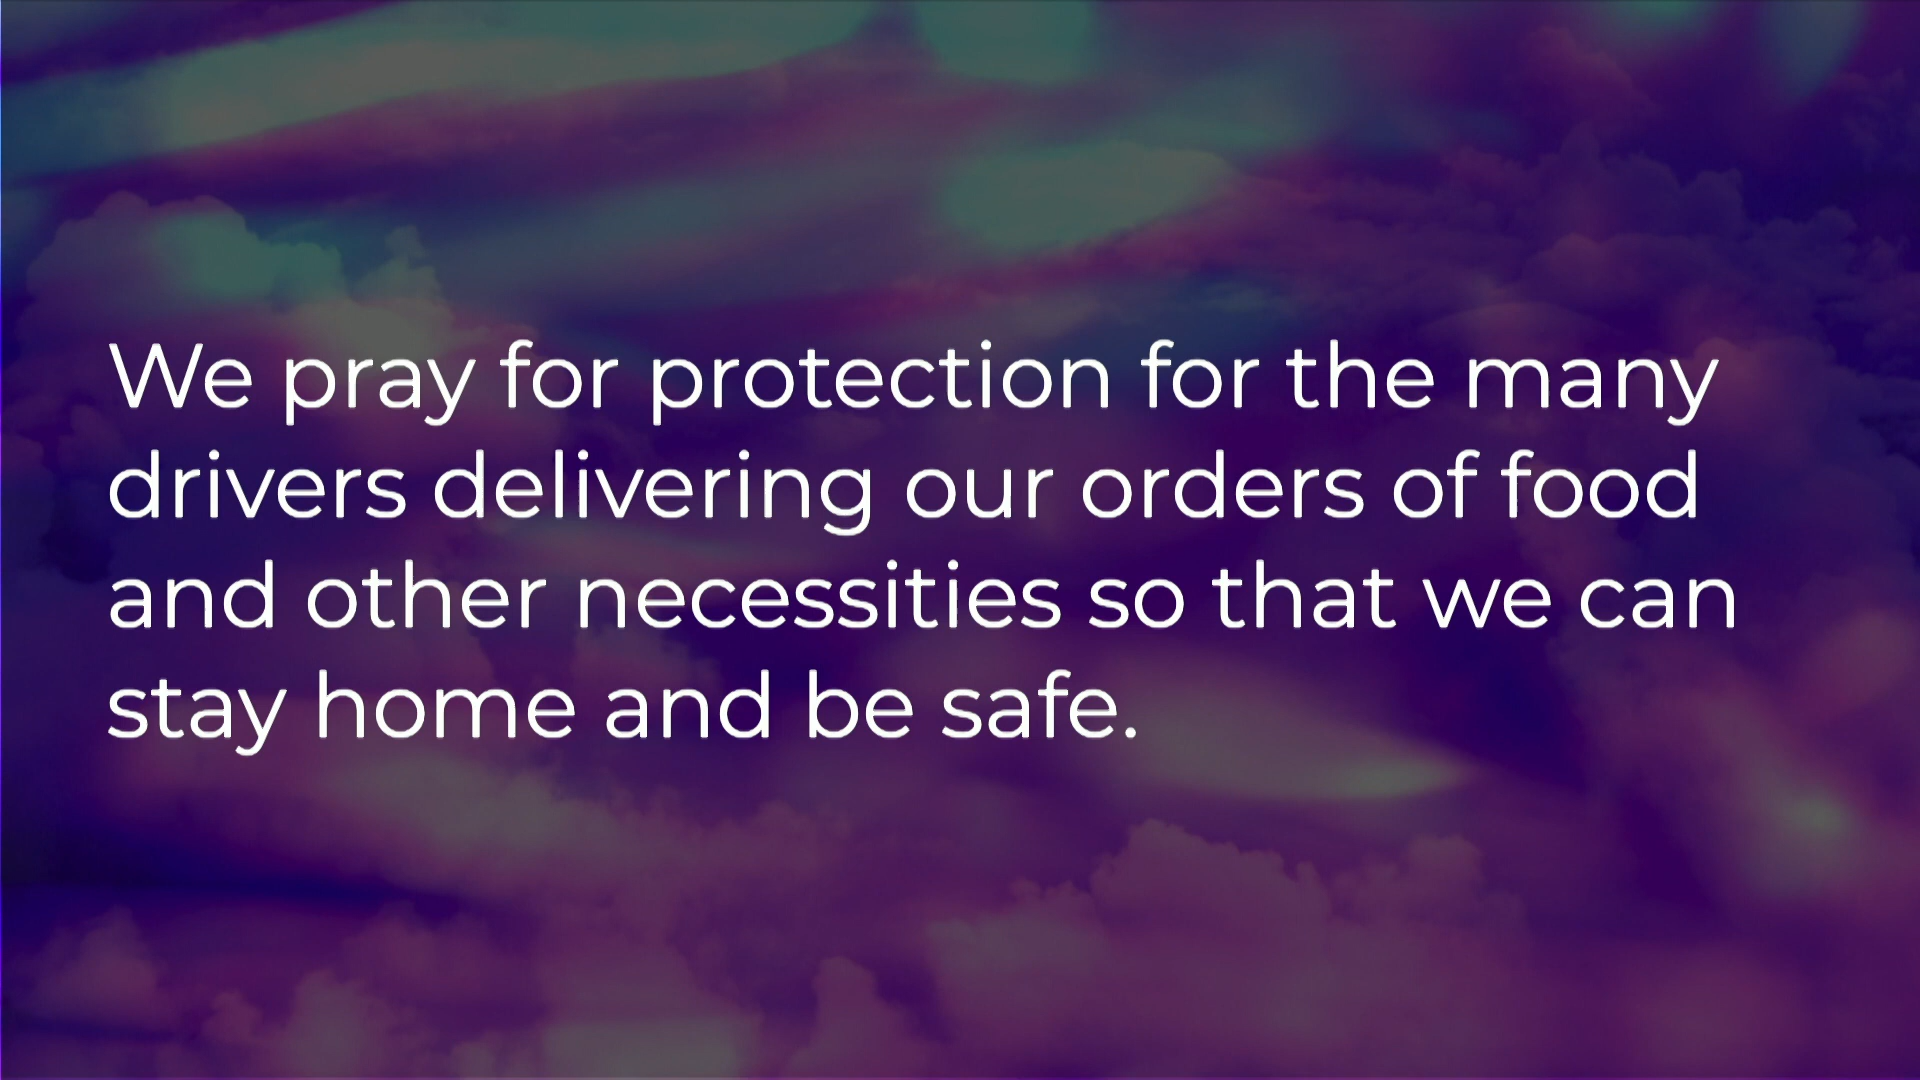 We pray for protection for the many
drivers delivering our orders of food
and other necessities so that we can
stay home and be safe.